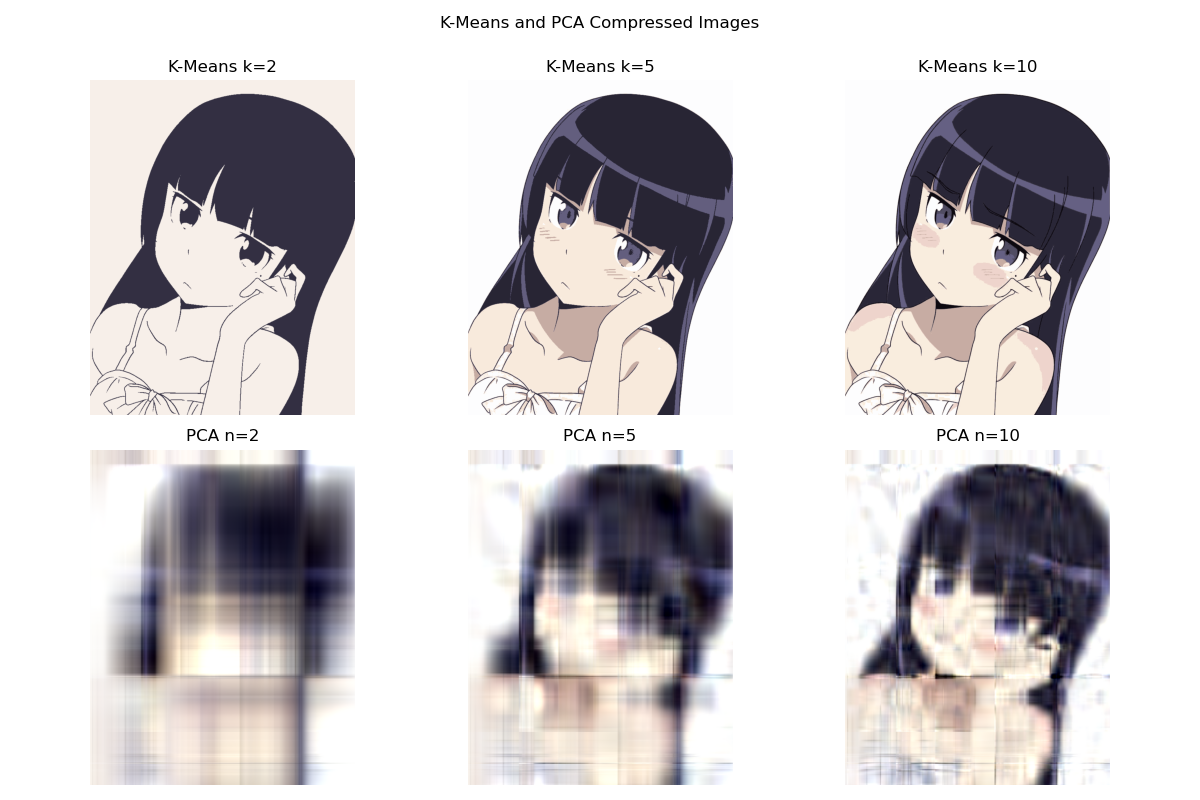 K-Means and PCA Compressed Images
K-Means k=2
K-Means k=5
K-Means k=10
PCA n=2
PCA n=5
PCA n=10